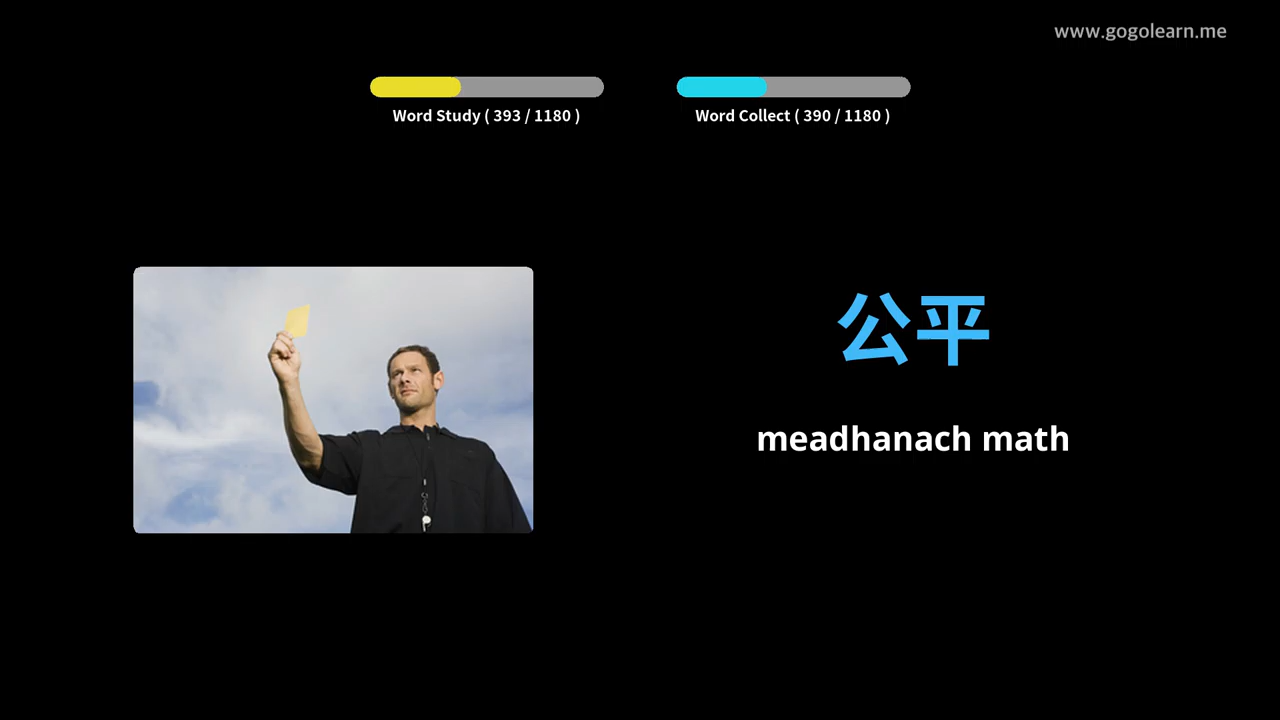 www.gogolearn.me
Word Study ( 393 / 1180 )
Word Collect ( 390 / 1180 )
公平
meadhanach math